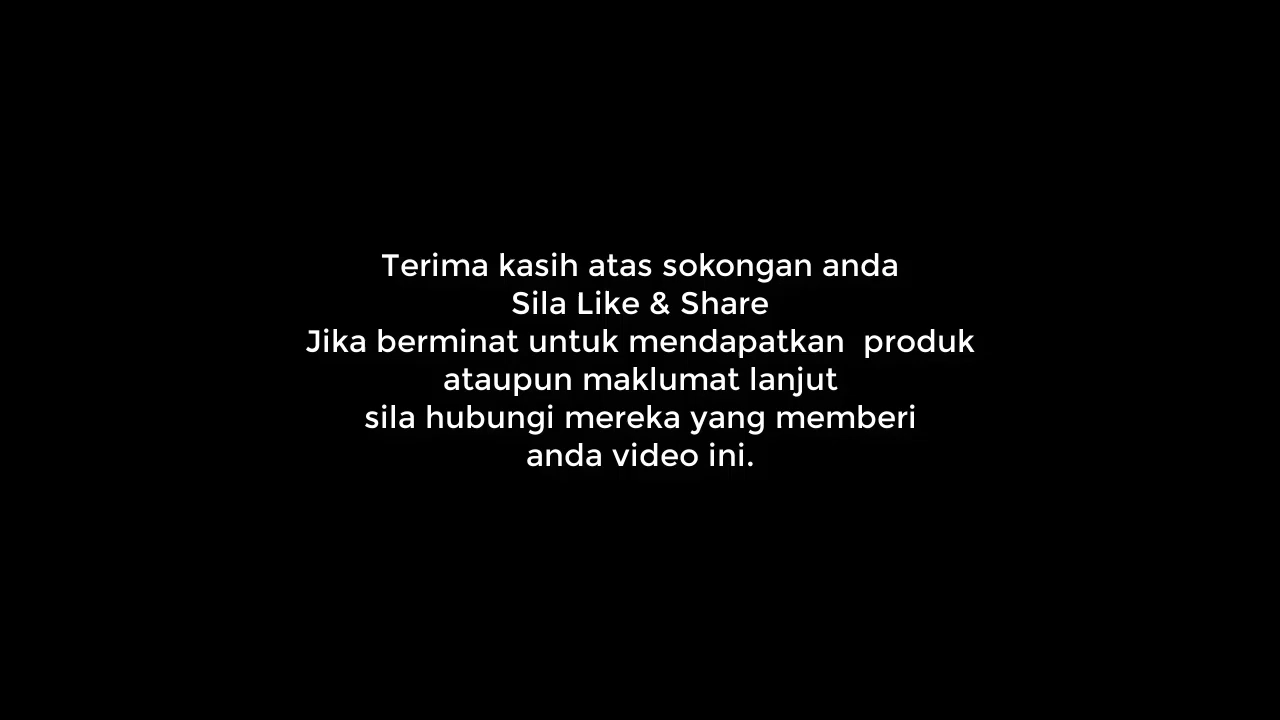 Terima kasih atas sokongan anda
Sila Like & Share
Jika berminat untuk mendapatkan  produk
ataupun maklumat lanjut
sila hubungi mereka yang memberi
anda video ini.